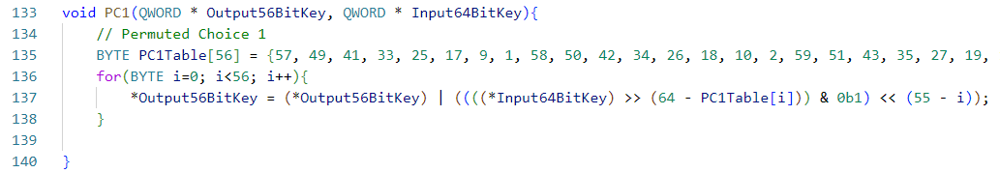 133 void PC1(QWORD * Output56BitKey, QWORD * Input64BitKey){
134     // Permuted Choice 1
135     BYTE PC1Table[56] = {57, 49, 41, 33, 25, 17, 9, 1, 58, 50, 42, 34, 26, 18, 10, 2, 59, 51, 43, 35, 27, 19,
136     for(BYTE i=0; i<56; i++){
137         *Output56BitKey = (*Output56BitKey) | ((((*Input64BitKey) >> (64 - PC1Table[i])) & 0b1) << (55 - i));
138     }
139
140 }